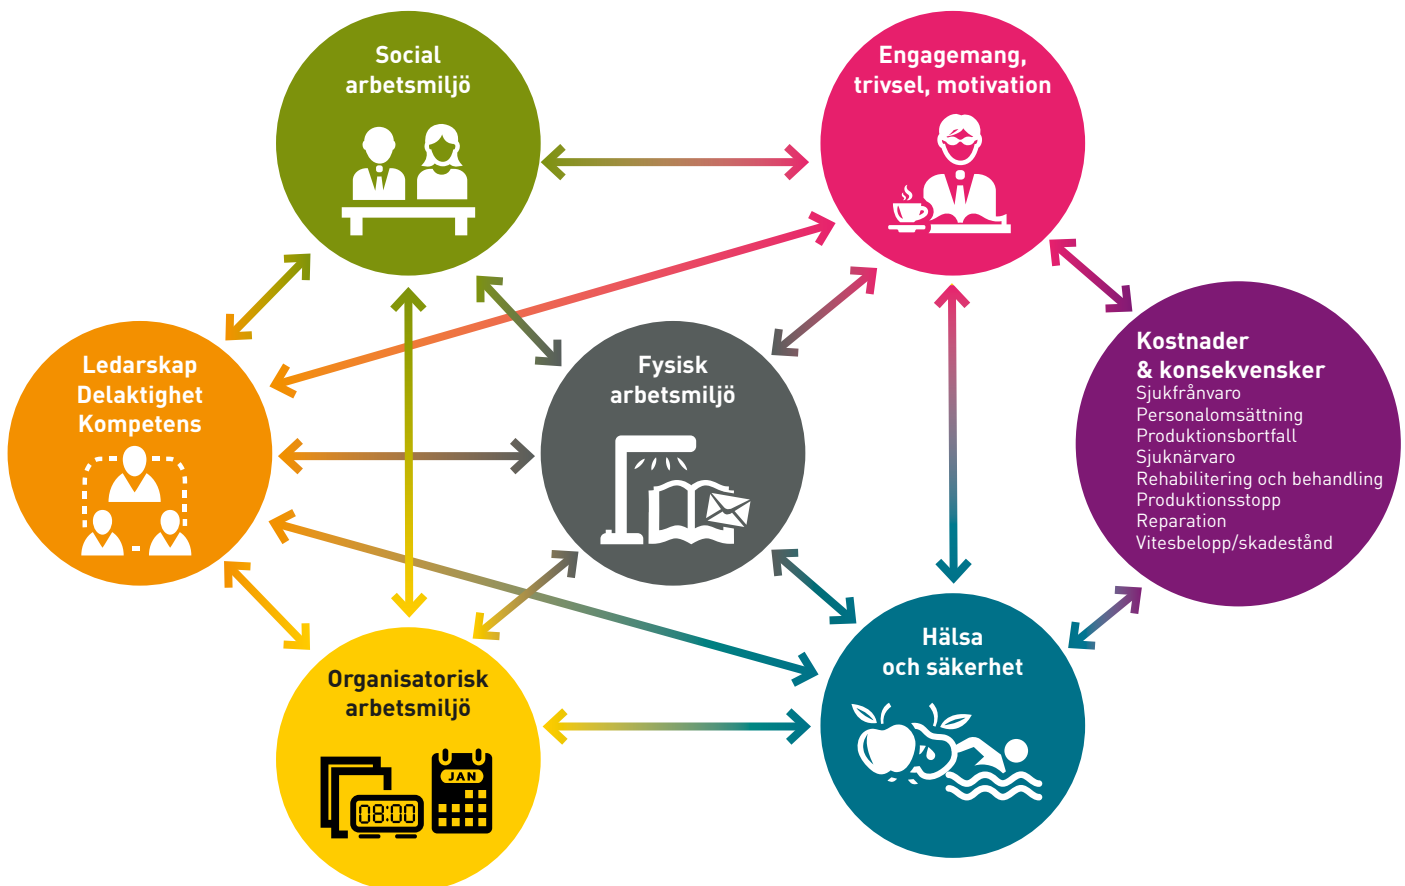 Social
arbetsmiljö
Engagemang,
trivsel, motivation
Ledarskap
Delaktighet
Kompetens
Fysisk
arbetsmiljö
Kostnader
& konsekvensker
Sjukfrånvaro
Personalomsättning
Produktionsbortfall
Sjuknärvaro
Rehabilitering och behandling
Produktionsstopp
Reparation
Vitesbelopp/skadestånd
Organisatorisk
arbetsmiljö
JAN
08:00
Hälsa
och säkerhet